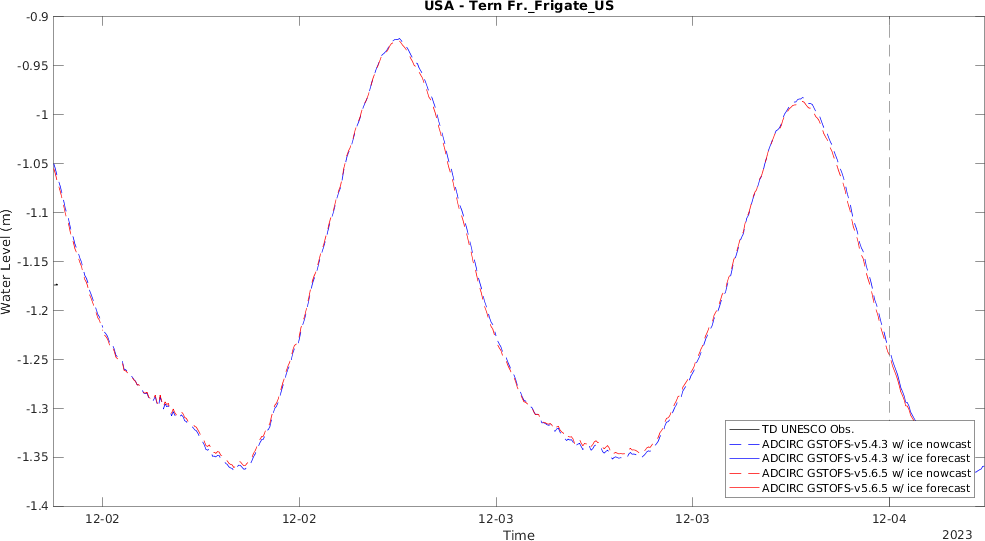 USA - Tern Fr._Frigate_US
-0.9
-0.95
-1
-1.05
-1.1
-1.15
-1.2
-1.25
-1.3
-1.35
-1.4
Water Level (m)
TD UNESCO Obs.
ADCIRC GSTOFS-v5.4.3 w/ ice nowcast
ADCIRC GSTOFS-v5.4.3 w/ ice forecast
ADCIRC GSTOFS-v5.6.5 w/ ice nowcast
ADCIRC GSTOFS-v5.6.5 w/ ice forecast
12-02 12-02 12-03 12-03 12-04
Time
2023